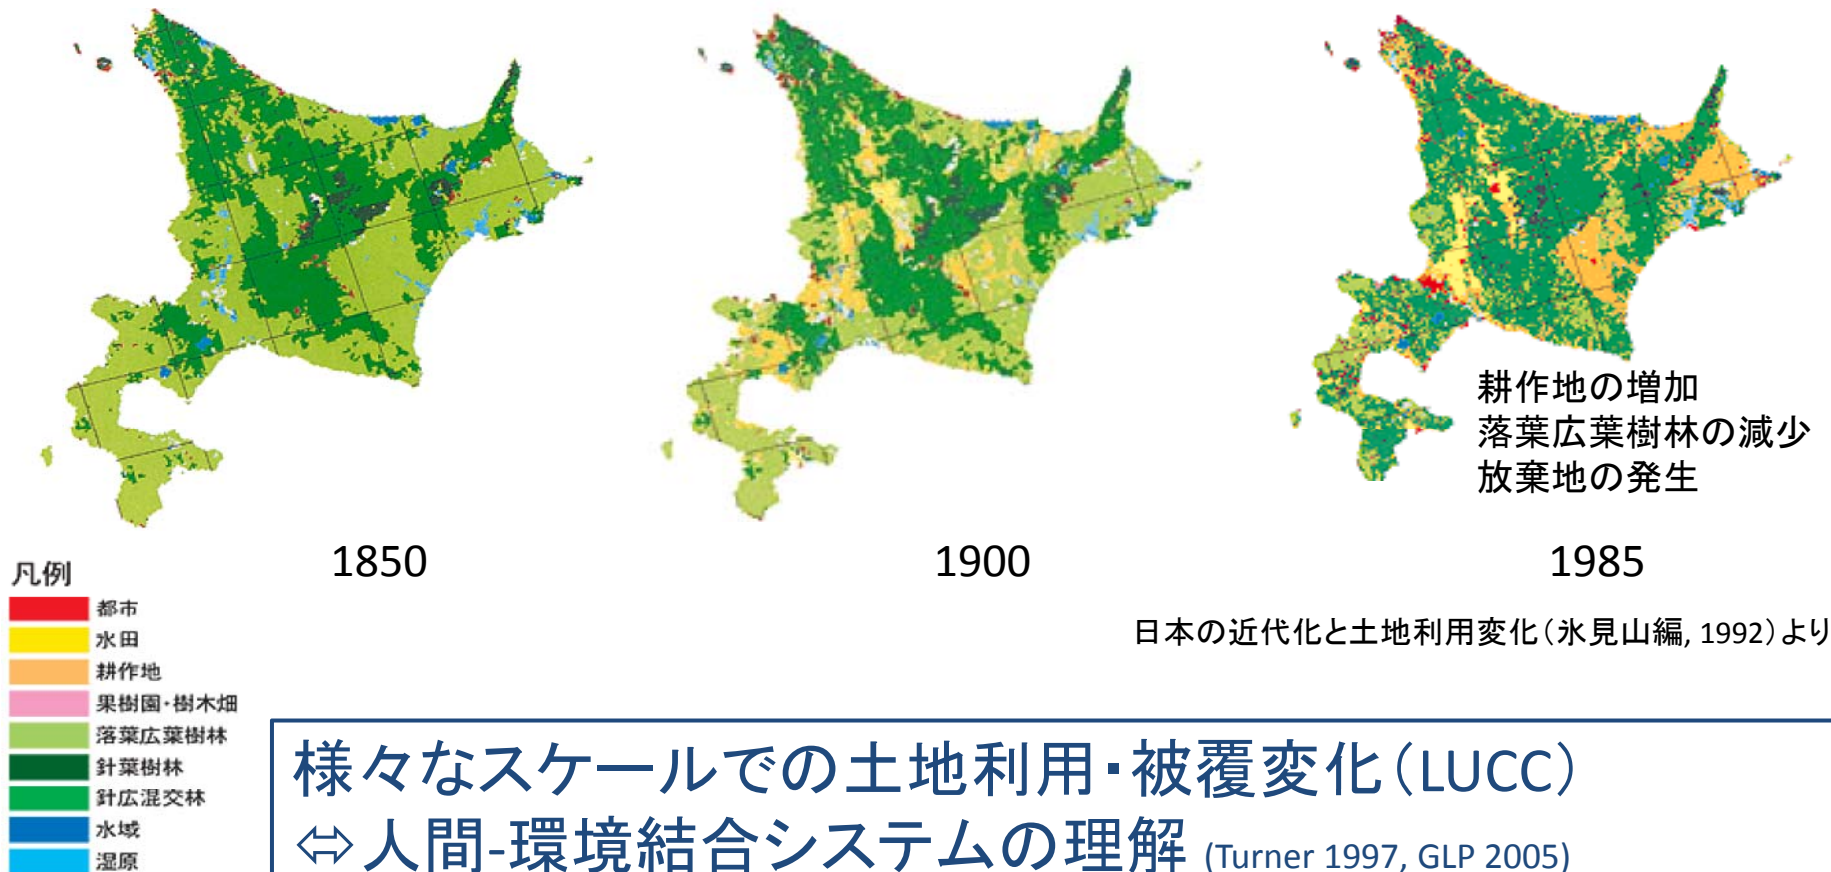 耕作地の増加
落葉広葉樹林の減少
放棄地の発生
1850
1900
1985
日本の近代化と土地利用変化（氷見山編, 1992）より
凡例
都市
水田
耕作地
果樹園・樹木畑
落葉広葉樹林
針葉樹林
針広混交林
水域
湿原
様々なスケールでの土地利用・被覆変化（LUCC）
⇔人間-環境結合システムの理解 (Turner 1997, GLP 2005)